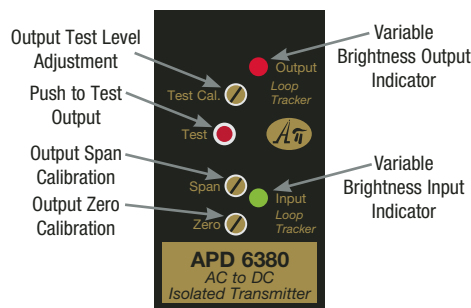 Output Test Level
Adjustment
Push to Test
Output
Output Span
Calibration
Output Zero
Calibration
Output
Loop
Tracker
Test Cal.
Test
Span
Input
Loop
Tracker
Zero
APD 6380
AC to DC
Isolated Transmitter
Variable
Brightness Output
Indicator
Variable
Brightness Input
Indicator